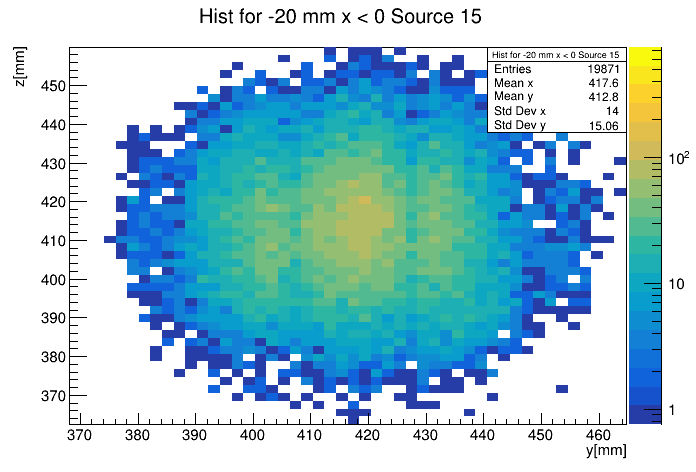 Hist for -20 mm x < 0 Source 15
z[mm]
Hist for -20 mm x < 0 Source 15
Entries 19871
Mean x 417.6
Mean y 412.8
Std Dev x 14
Std Dev y 15.06
450
440
430
420
410
400
390
380
370
10²
10
1
370 380 390 400 410 420 430 440 450 460
y[mm]